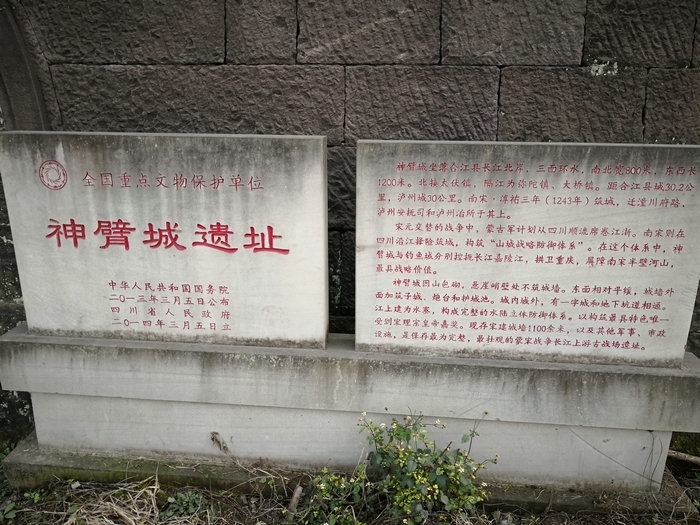 全国重点文物保护单位
神臂城遗址
中华人民共和国国务院
二〇一三年三月五日公布
四川省人民政府
二〇一四年三月五日立
神臂城坐落合江县长江北岸，三面环水，南北宽800米，东西长
1200米。北接太伏镇，隔江为弥陀镇、大桥镇。距合江县城30.2公
里，泸州城30公里。南宋·淳祐三年（1243年）筑城，迁潼川府路、
泸州安抚司和泸州治所于其上。
宋元交替的战争中，蒙古军计划从四川顺流席卷江浙。南宋则在
四川沿江择险筑城，构筑“山城战略防御体系”。在这个体系中，神
臂城与钓鱼城分别控扼长江嘉陵江，拱卫重庆，屏障南宋半壁河山，
最具战略价值。
神臂城因山包砌，悬崖峭壁处不筑城墙。东面相对平缓，城墙外
面加筑子城、炮台和护城池。城内城外，有一字城和地下坑道相通。
江上建为水寨，构成完整的水陆立体防御体系。以构筑最具特色唯一
受到宋理宗皇帝嘉奖。现存宋建城墙1100余米，以及其他军事、市政
设施，是保存最为完整，最壮观的蒙宋战争长江上游古战场遗址。